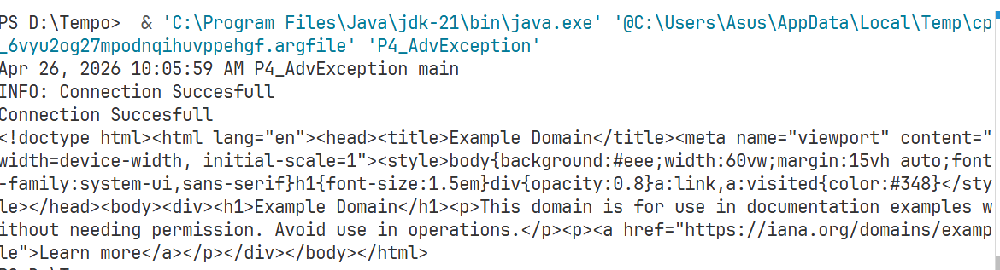 PS D:\Tempo>  & 'C:\Program Files\Java\jdk-21\bin\java.exe' '@C:\Users\Asus\AppData\Local\Temp\cp
_6vyu2og27mpodnqihuvppehgf.argfile' 'P4_AdvException'
Apr 26, 2026 10:05:59 AM P4_AdvException main
INFO: Connection Succesfull
Connection Succesfull
<!doctype html><html lang="en"><head><title>Example Domain</title><meta name="viewport" content="
width=device-width, initial-scale=1"><style>body{background:#eee;width:60vw;margin:15vh auto;font
-family:system-ui,sans-serif}h1{font-size:1.5em}div{opacity:0.8}a:link,a:visited{color:#348}</sty
le></head><body><div><h1>Example Domain</h1><p>This domain is for use in documentation examples w
ithout needing permission. Avoid use in operations.</p><p><a href="https://iana.org/domains/examp
le">Learn more</a></p></div></body></html>